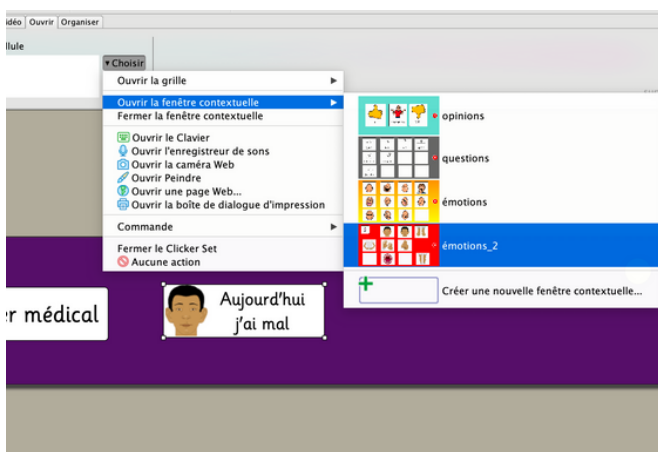 idéo Ouvrir Organiser
llule
Choisir
Ouvrir la grille
Ouvrir la fenêtre contextuelle
Fermer la fenêtre contextuelle
Ouvrir le Clavier
Ouvrir l'enregistreur de sons
Ouvrir la caméra Web
Ouvrir Peindre
Ouvrir une page Web...
Ouvrir la boîte de dialogue d'impression
Commande
Fermer le Clicker Set
Aucune action
opinions
questions
émotions
émotions_2
Créer une nouvelle fenêtre contextuelle...
r médical
Aujourd'hui
j'ai mal